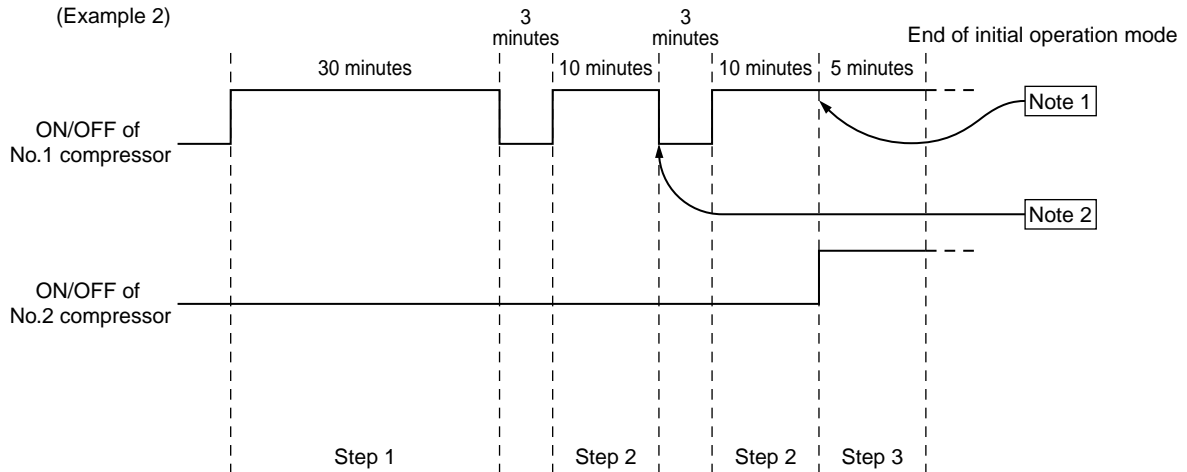 (Example 2)
3
minutes
3
minutes
End of initial operation mode
30 minutes
10 minutes
10 minutes
5 minutes
Note 1
ON/OFF of
No.1 compressor
Note 2
ON/OFF of
No.2 compressor
Step 1
Step 2
Step 2
Step 3